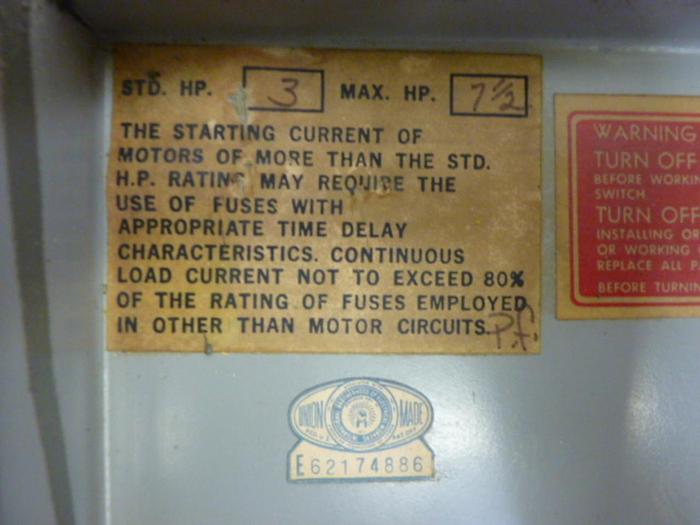 STD. HP. 3 MAX. HP. 7 1/2
THE STARTING CURRENT OF
MOTORS OF MORE THAN THE STD.
H.P. RATING MAY REQUIRE THE
USE OF FUSES WITH
APPROPRIATE TIME DELAY
CHARACTERISTICS. CONTINUOUS
LOAD CURRENT NOT TO EXCEED 80%
OF THE RATING OF FUSES EMPLOYED
IN OTHER THAN MOTOR CIRCUITS. P.f.
WARNING
TURN OFF
BEFORE WORKIN
SWITCH
TURN OFF
INSTALLING OR
OR WORKING
REPLACE ALL P
BEFORE TURNIN
UNION MADE
E62174886